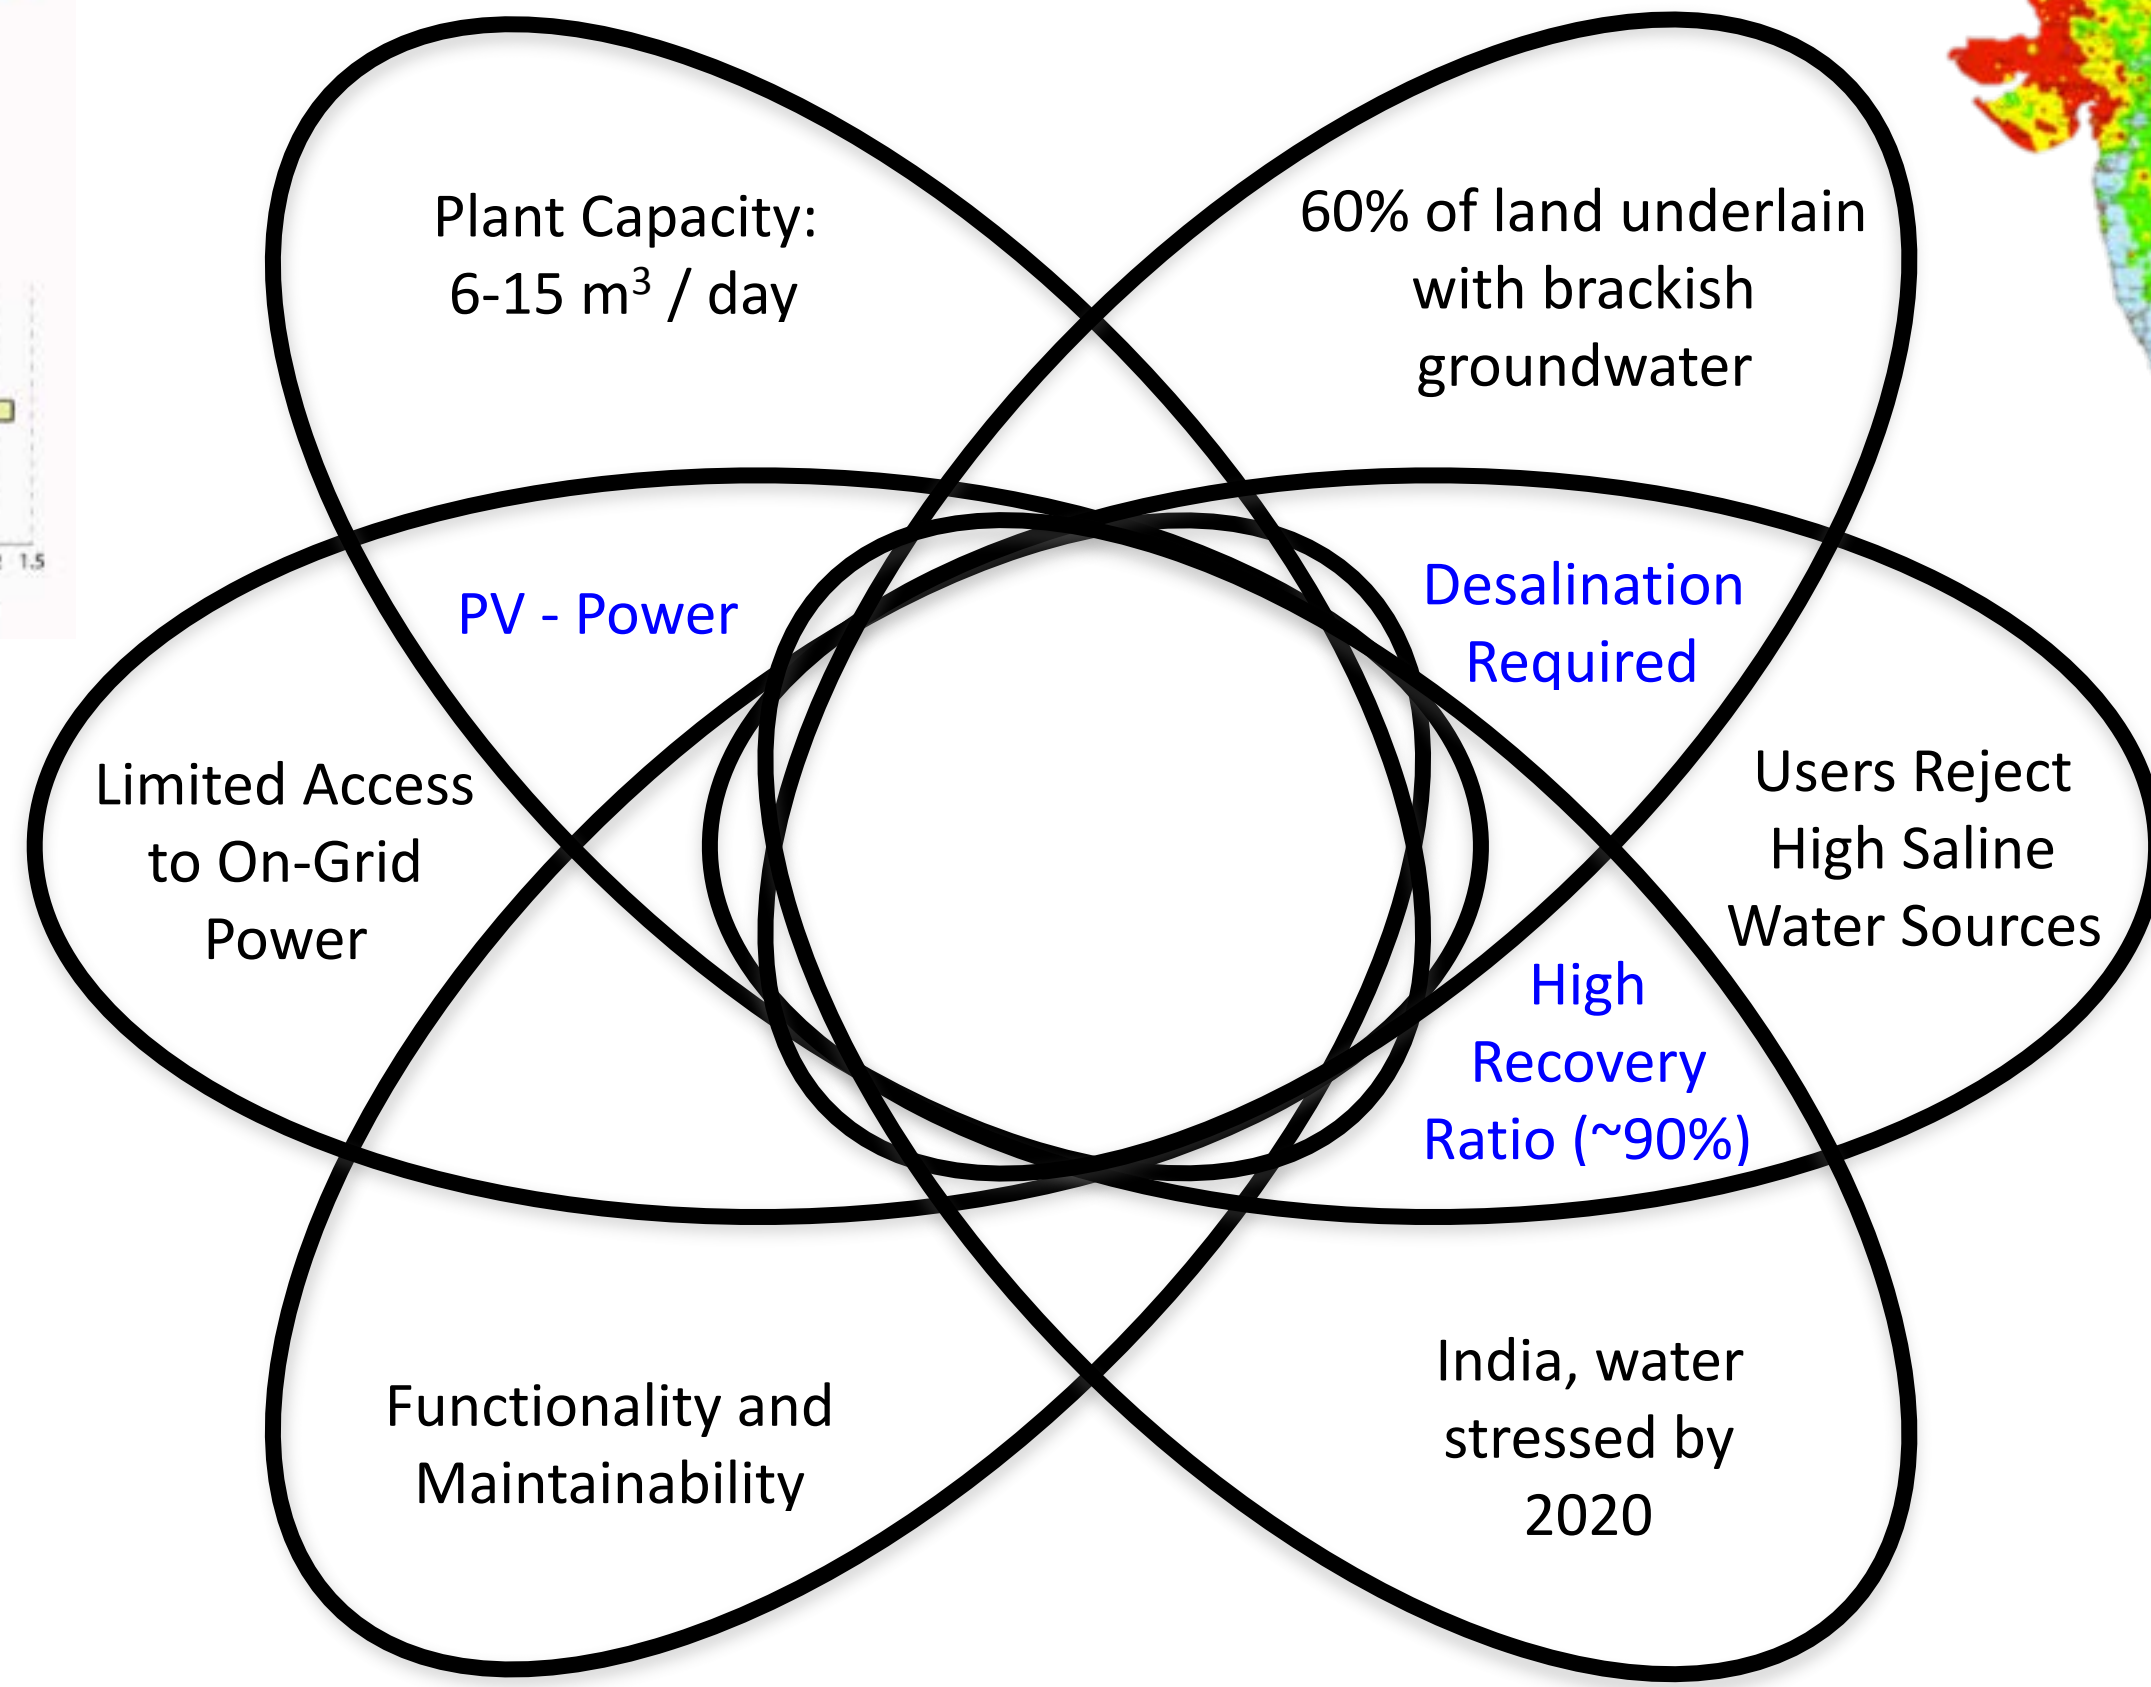 Plant Capacity:
6-15 m³ / day
60% of land underlain
with brackish
groundwater
PV - Power
Desalination
Required
Limited Access
to On-Grid
Power
Users Reject
High Saline
Water Sources
High
Recovery
Ratio (~90%)
Functionality and
Maintainability
India, water
stressed by
2020
1.5